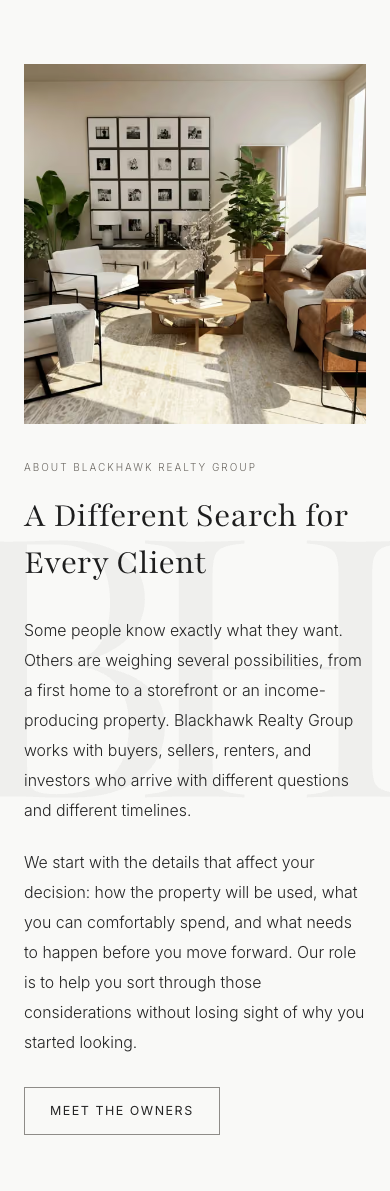 ABOUT BLACKHAWK REALTY GROUP
A Different Search for
Every Client
BH
Some people know exactly what they want.
Others are weighing several possibilities, from
a first home to a storefront or an income-
producing property. Blackhawk Realty Group
works with buyers, sellers, renters, and
investors who arrive with different questions
and different timelines.
We start with the details that affect your
decision: how the property will be used, what
you can comfortably spend, and what needs
to happen before you move forward. Our role
is to help you sort through those
considerations without losing sight of why you
started looking.
MEET THE OWNERS